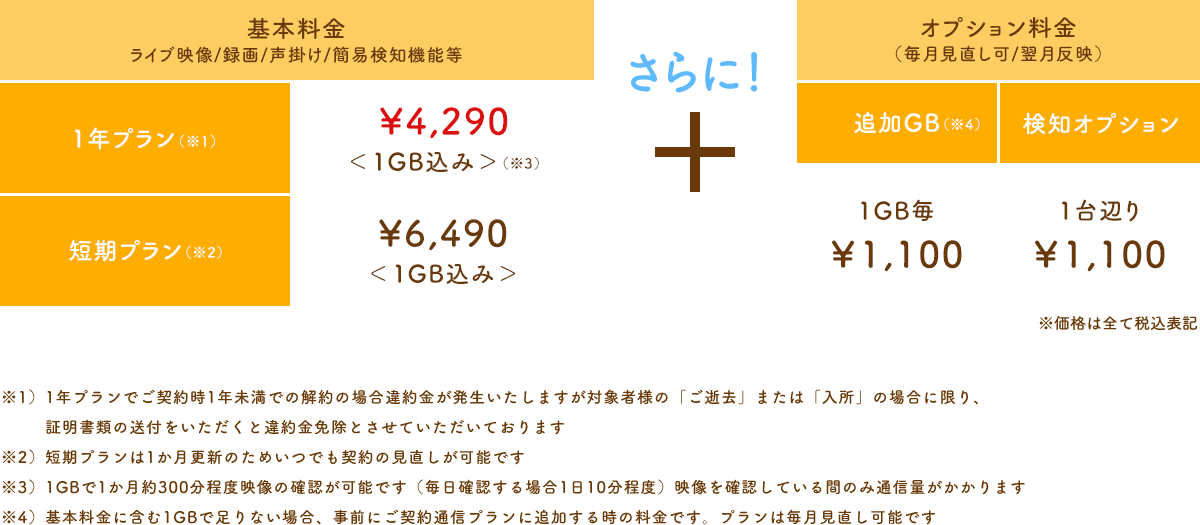 基本料金
ライブ映像/録画/声掛け/簡易検知機能等
1年プラン（※1）
¥4,290
＜1GB込み＞（※3）
短期プラン（※2）
¥6,490
＜1GB込み＞
さらに！
＋
オプション料金
（毎月見直し可/翌月反映）
追加GB（※4）
検知オプション
1GB毎
¥1,100
1台辺り
¥1,100
※価格は全て税込表記
※1）1年プランでご契約時1年未満での解約の場合違約金が発生いたしますが対象者様の「ご逝去」または「入所」の場合に限り、
証明書類の送付をいただくと違約金免除とさせていただいております
※2）短期プランは1か月更新のためいつでも契約の見直しが可能です
※3）1GBで1か月約300分程度映像の確認が可能です（毎日確認する場合1日10分程度）映像を確認している間のみ通信量がかかります
※4）基本料金に含む1GBで足りない場合、事前にご契約通信プランに追加する時の料金です。プランは毎月見直し可能です